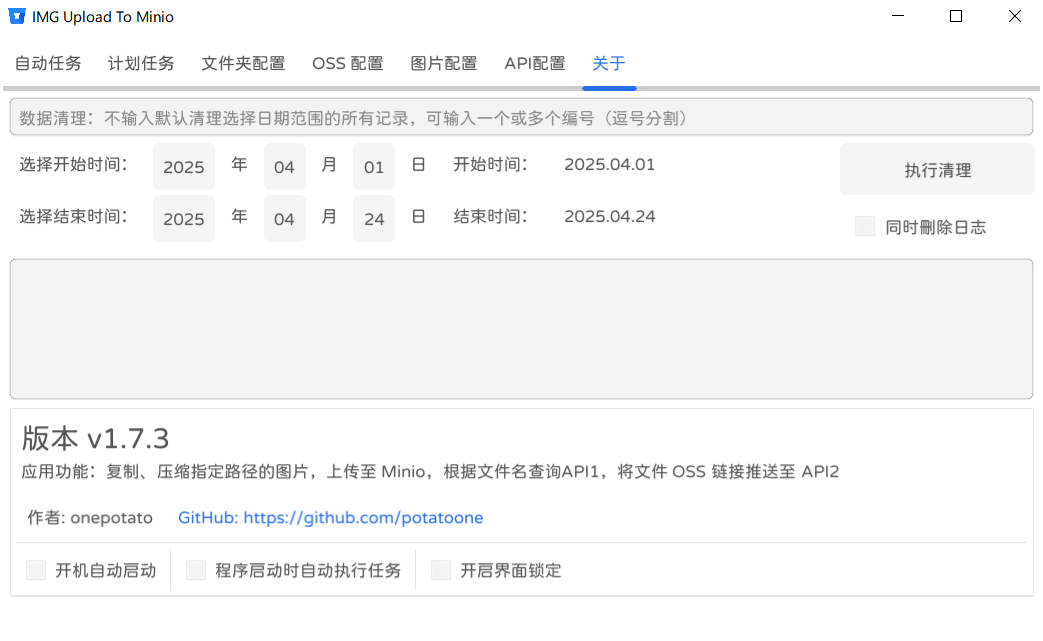 IMG Upload To Minio
自动任务 计划任务 文件夹配置 OSS 配置 图片配置 API配置 关于
数据清理：不输入默认清理选择日期范围的所有记录，可输入一个或多个编号（逗号分割）
选择开始时间： 2025 年 04 月 01 日 开始时间： 2025.04.01 执行清理
选择结束时间： 2025 年 04 月 24 日 结束时间： 2025.04.24
同时删除日志
版本 v1.7.3
应用功能：复制、压缩指定路径的图片，上传至 Minio，根据文件名查询API1，将文件 OSS 链接推送至 API2
作者: onepotato GitHub: https://github.com/potatoone
开机自动启动 程序启动时自动执行任务 开启界面锁定